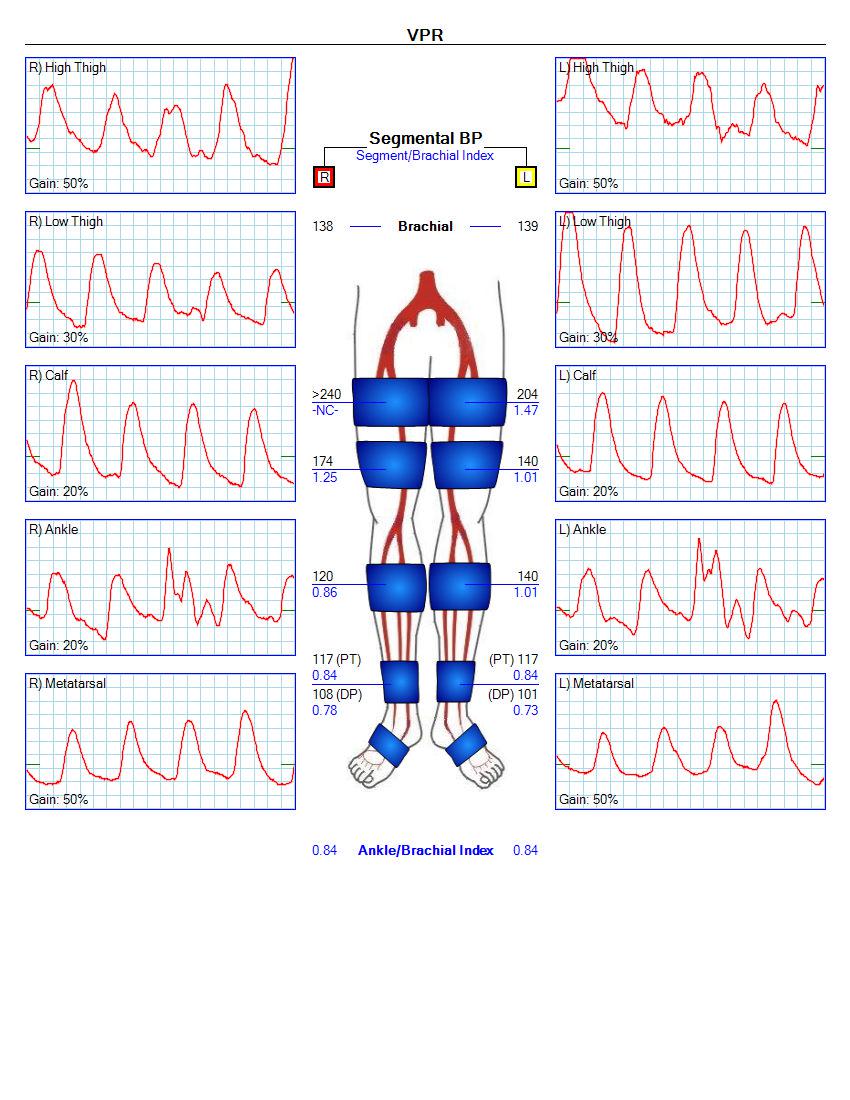 VPR
R) High Thigh
Gain: 50%
L) High Thigh
Gain: 50%
Segmental BP
Segment/Brachial Index
R
L
138 Brachial 139
R) Low Thigh
Gain: 30%
L) Low Thigh
Gain: 30%
>240 204
-NC- 1.47
R) Calf
Gain: 20%
L) Calf
Gain: 20%
174 140
1.25 1.01
R) Ankle
Gain: 20%
L) Ankle
Gain: 20%
120 140
0.86 1.01
R) Metatarsal
Gain: 50%
L) Metatarsal
Gain: 50%
117 (PT) (PT) 117
0.84 0.84
108 (DP) (DP) 101
0.78 0.73
0.84 Ankle/Brachial Index 0.84